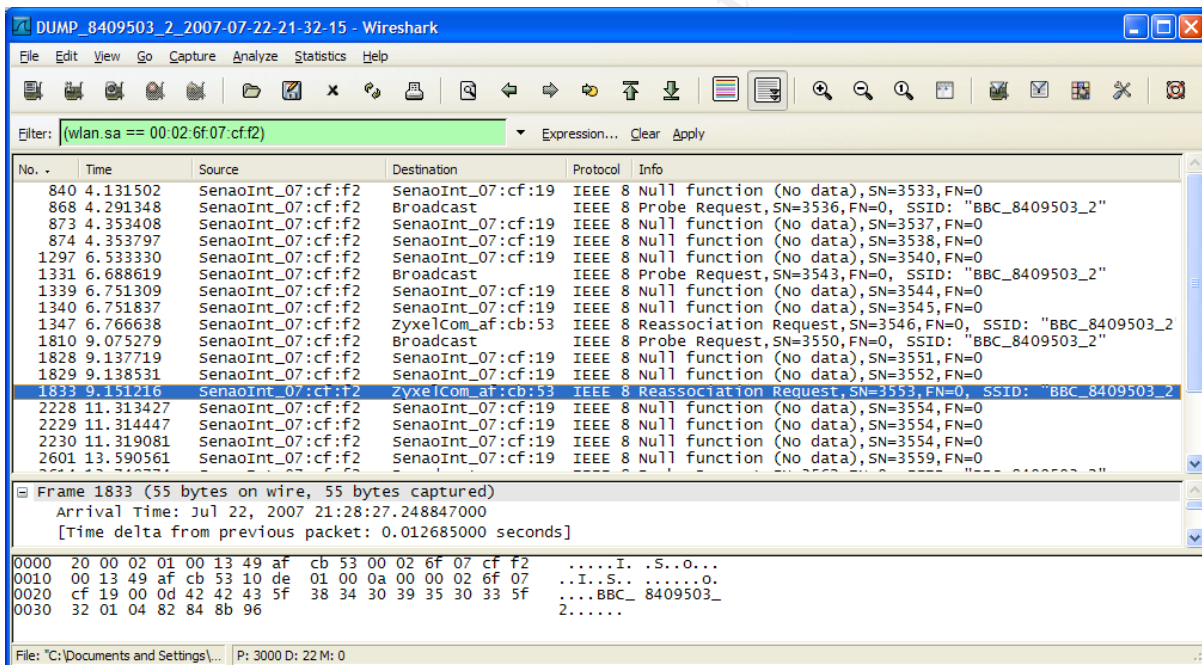 DUMP_8409503_2_2007-07-22-21-32-15 - Wireshark
File Edit View Go Capture Analyze Statistics Help
Filter: (wlan.sa == 00:02:6f:07:cf:f2) Expression... Clear Apply
No. Time Source Destination Protocol Info
840 4.131502 SenaoInt_07:cf:f2 SenaoInt_07:cf:19 IEEE 8 Null function (No data),SN=3533,FN=0
868 4.291348 SenaoInt_07:cf:f2 Broadcast IEEE 8 Probe Request,SN=3536,FN=0, SSID: "BBC_8409503_2"
873 4.353408 SenaoInt_07:cf:f2 SenaoInt_07:cf:19 IEEE 8 Null function (No data),SN=3537,FN=0
874 4.353797 SenaoInt_07:cf:f2 SenaoInt_07:cf:19 IEEE 8 Null function (No data),SN=3538,FN=0
1297 6.533330 SenaoInt_07:cf:f2 SenaoInt_07:cf:19 IEEE 8 Null function (No data),SN=3540,FN=0
1331 6.688619 SenaoInt_07:cf:f2 Broadcast IEEE 8 Probe Request,SN=3543,FN=0, SSID: "BBC_8409503_2"
1339 6.751309 SenaoInt_07:cf:f2 SenaoInt_07:cf:19 IEEE 8 Null function (No data),SN=3544,FN=0
1340 6.751837 SenaoInt_07:cf:f2 SenaoInt_07:cf:19 IEEE 8 Null function (No data),SN=3545,FN=0
1347 6.766638 SenaoInt_07:cf:f2 ZyxelCom_af:cb:53 IEEE 8 Reassociation Request,SN=3546,FN=0, SSID: "BBC_8409503_2
1810 9.075279 SenaoInt_07:cf:f2 Broadcast IEEE 8 Probe Request,SN=3550,FN=0, SSID: "BBC_8409503_2"
1828 9.137719 SenaoInt_07:cf:f2 SenaoInt_07:cf:19 IEEE 8 Null function (No data),SN=3551,FN=0
1829 9.138531 SenaoInt_07:cf:f2 SenaoInt_07:cf:19 IEEE 8 Null function (No data),SN=3552,FN=0
1833 9.151216 SenaoInt_07:cf:f2 ZyxelCom_af:cb:53 IEEE 8 Reassociation Request,SN=3553,FN=0, SSID: "BBC_8409503_2
2228 11.313427 SenaoInt_07:cf:f2 SenaoInt_07:cf:19 IEEE 8 Null function (No data),SN=3554,FN=0
2229 11.314447 SenaoInt_07:cf:f2 SenaoInt_07:cf:19 IEEE 8 Null function (No data),SN=3554,FN=0
2230 11.319081 SenaoInt_07:cf:f2 SenaoInt_07:cf:19 IEEE 8 Null function (No data),SN=3554,FN=0
2601 13.590561 SenaoInt_07:cf:f2 SenaoInt_07:cf:19 IEEE 8 Null function (No data),SN=3559,FN=0
Frame 1833 (55 bytes on wire, 55 bytes captured)
Arrival Time: Jul 22, 2007 21:28:27.248847000
[Time delta from previous packet: 0.012685000 seconds]
0000 20 00 02 01 00 13 49 af cb 53 00 02 6f 07 cf f2 .....I. .S..o...
0010 00 13 49 af cb 53 10 de 01 00 0a 00 00 02 6f 07 ..I..S.. ......o.
0020 cf 19 00 0d 42 42 43 5f 38 34 30 39 35 30 33 5f ....BBC_ 8409503_
0030 32 01 04 82 84 8b 96 2......
File: "C:\Documents and Settings\... P: 3000 D: 22 M: 0